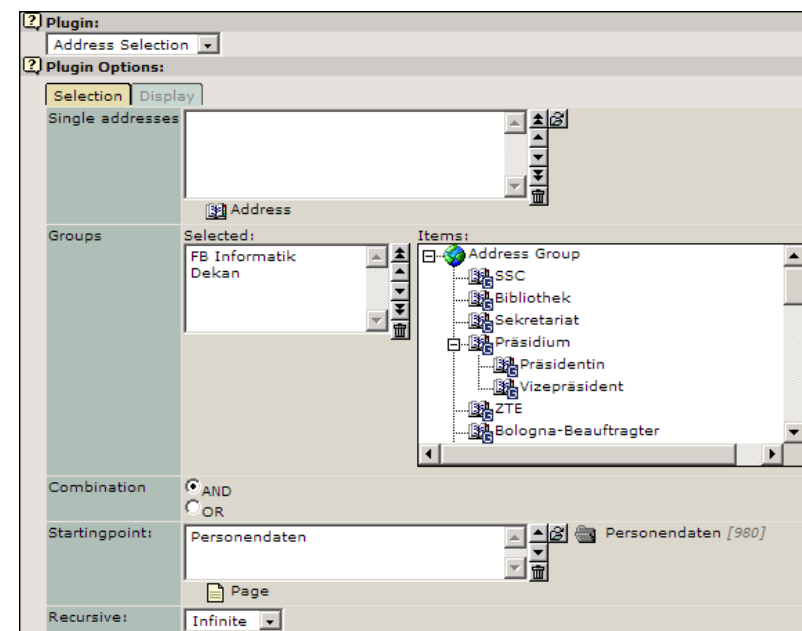 Plugin:
Address Selection
Plugin Options:
Selection Display
Single addresses
Address
Groups
Selected:
FB Informatik
Dekan
Items:
Address Group
SSC
Bibliothek
Sekretariat
Präsidium
Präsidentin
Vizepräsident
ZTE
Bologna-Beauftragter
Combination
AND
OR
Startingpoint:
Personendaten
Personendaten [980]
Page
Recursive:
Infinite